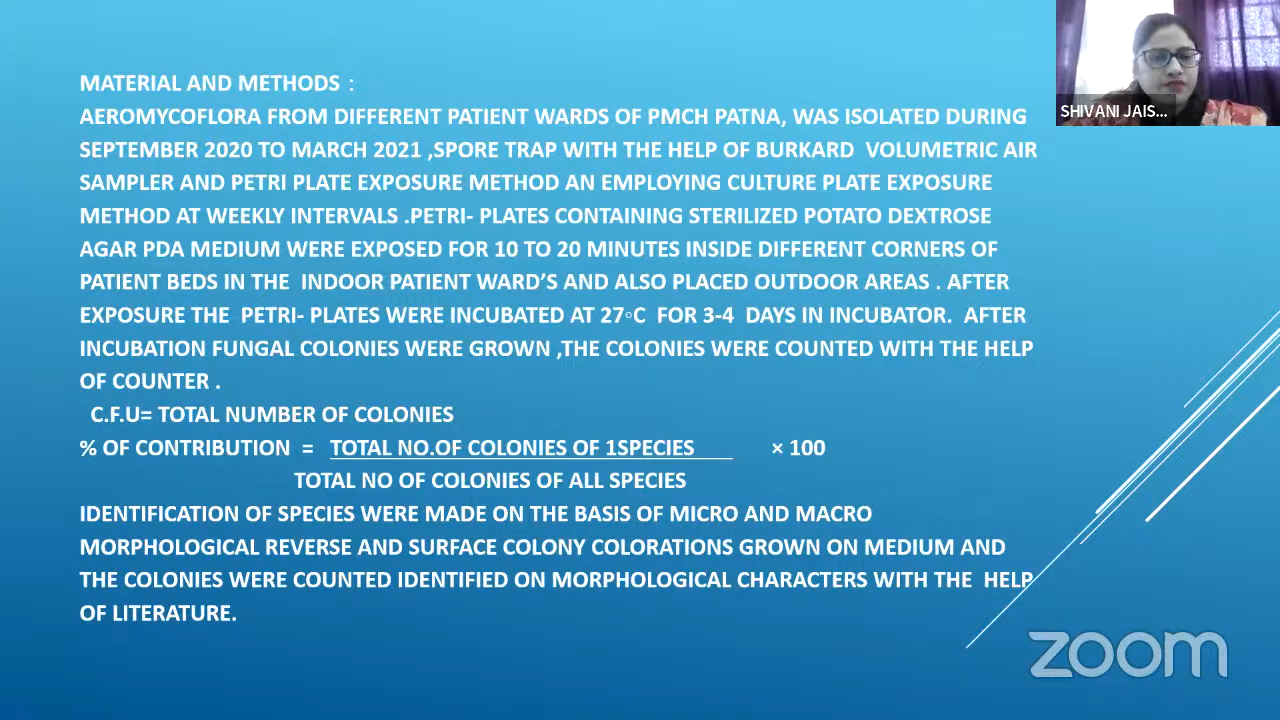 MATERIAL AND METHODS :
AEROMYCOFLORA FROM DIFFERENT PATIENT WARDS OF PMCH PATNA, WAS ISOLATED DURING
SEPTEMBER 2020 TO MARCH 2021 ,SPORE TRAP WITH THE HELP OF BURKARD VOLUMETRIC AIR
SAMPLER AND PETRI PLATE EXPOSURE METHOD AN EMPLOYING CULTURE PLATE EXPOSURE
METHOD AT WEEKLY INTERVALS .PETRI- PLATES CONTAINING STERILIZED POTATO DEXTROSE
AGAR PDA MEDIUM WERE EXPOSED FOR 10 TO 20 MINUTES INSIDE DIFFERENT CORNERS OF
PATIENT BEDS IN THE INDOOR PATIENT WARD'S AND ALSO PLACED OUTDOOR AREAS . AFTER
EXPOSURE THE PETRI- PLATES WERE INCUBATED AT 27◦C FOR 3-4 DAYS IN INCUBATOR. AFTER
INCUBATION FUNGAL COLONIES WERE GROWN ,THE COLONIES WERE COUNTED WITH THE HELP
OF COUNTER .
C.F.U= TOTAL NUMBER OF COLONIES
% OF CONTRIBUTION = TOTAL NO.OF COLONIES OF 1SPECIES × 100
TOTAL NO OF COLONIES OF ALL SPECIES
IDENTIFICATION OF SPECIES WERE MADE ON THE BASIS OF MICRO AND MACRO
MORPHOLOGICAL REVERSE AND SURFACE COLONY COLORATIONS GROWN ON MEDIUM AND
THE COLONIES WERE COUNTED IDENTIFIED ON MORPHOLOGICAL CHARACTERS WITH THE HELP
OF LITERATURE.
SHIVANI JAIS...
zoom